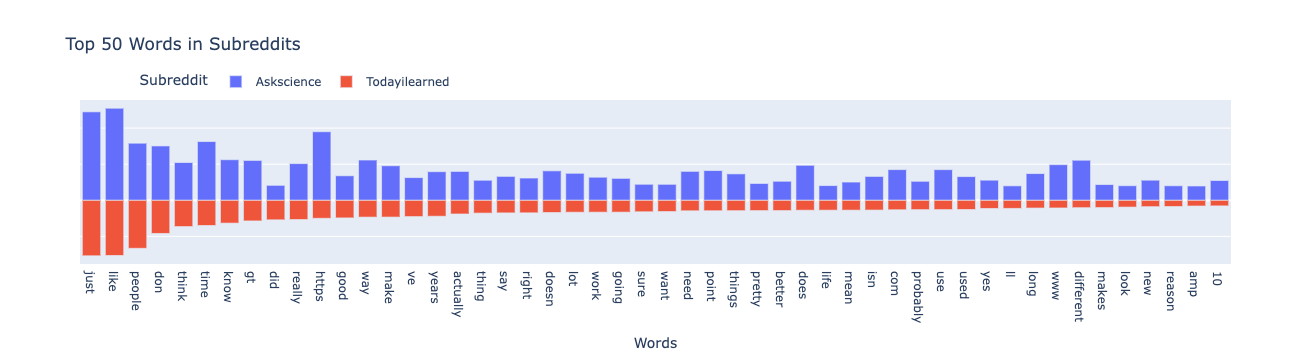 Top 50 Words in Subreddits
Subreddit Askscience Todayilearned
just like people don think time know gt did really https good way make ve years actually thing say right doesn lot work going sure want need point things pretty better does life mean isn com probably use used yes ll long www different makes look new reason amp 10
Words